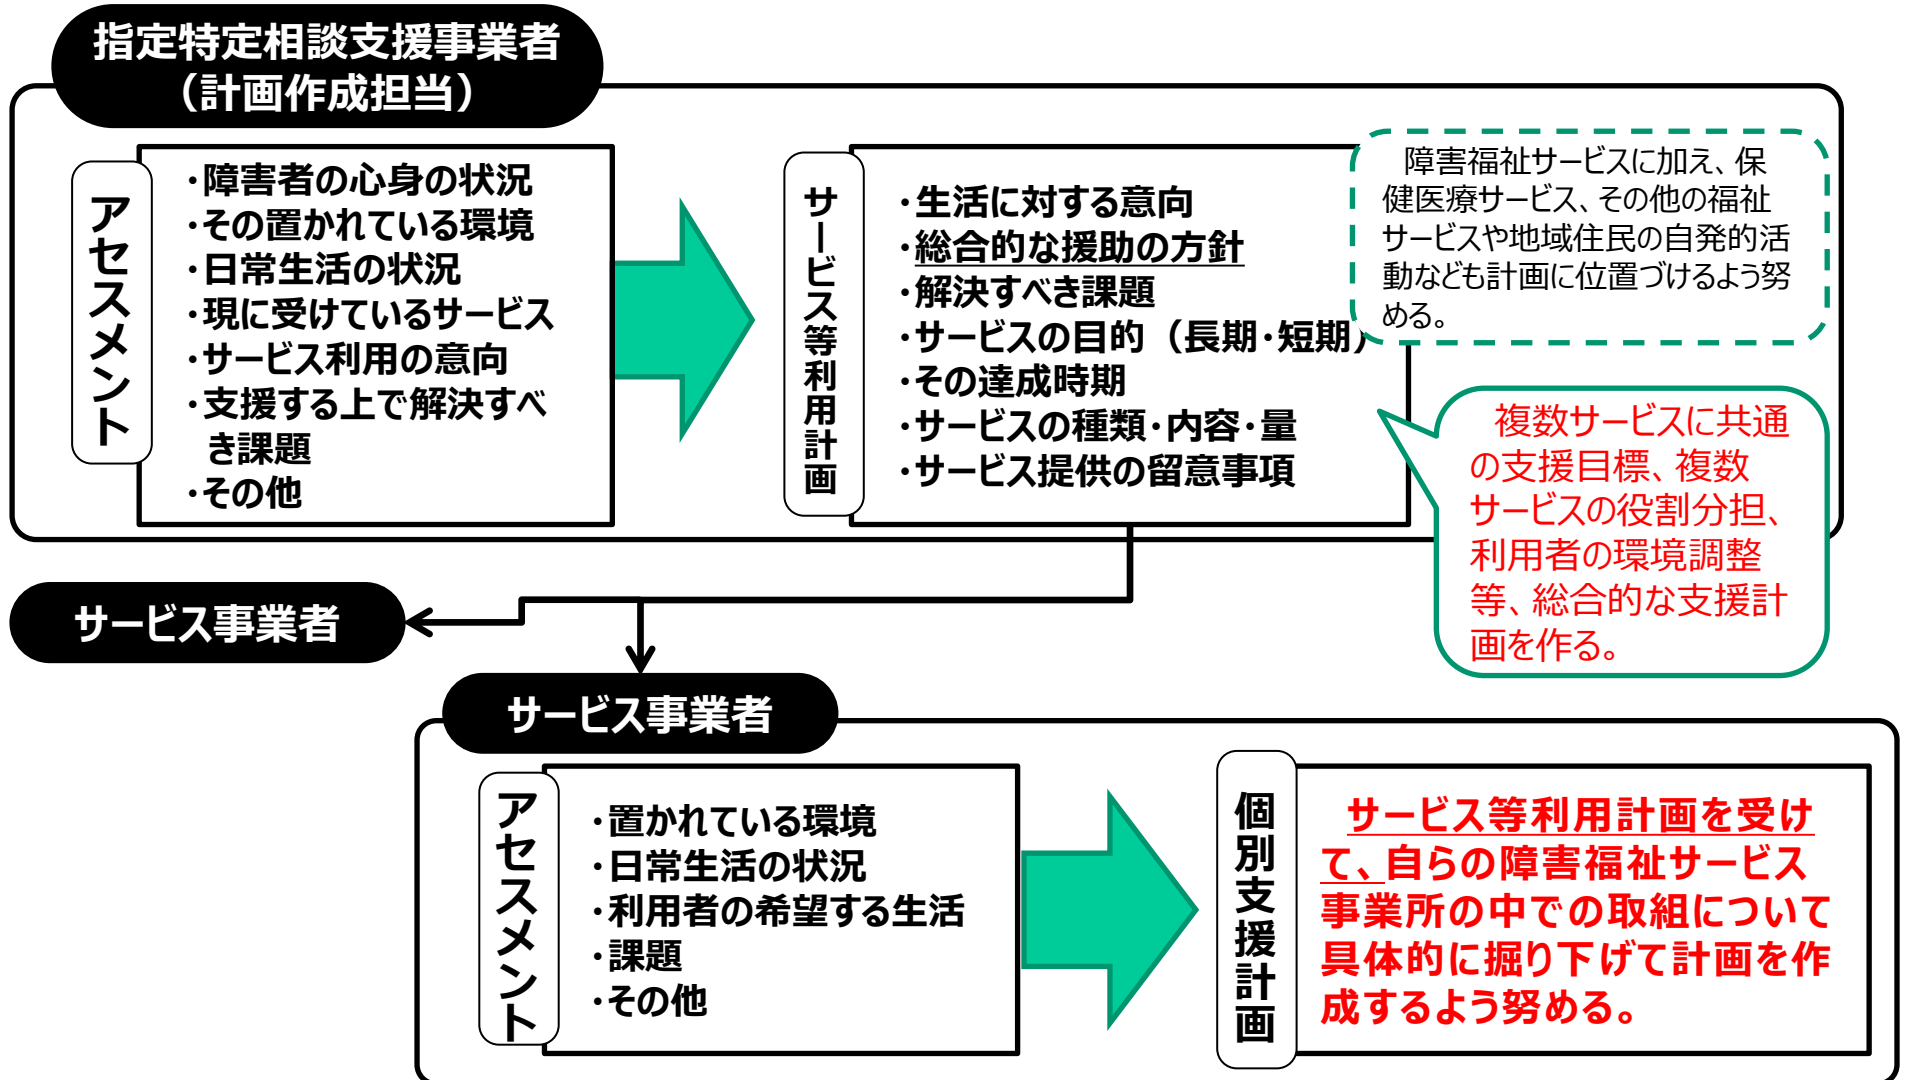 指定特定相談支援事業者
（計画作成担当）
アセスメント
・障害者の心身の状況
・その置かれている環境
・日常生活の状況
・現に受けているサービス
・サービス利用の意向
・支援する上で解決すべ
き課題
・その他
サービス等利用計画
・生活に対する意向
・総合的な援助の方針
・解決すべき課題
・サービスの目的（長期・短期）
・その達成時期
・サービスの種類・内容・量
・サービス提供の留意事項
障害福祉サービスに加え、保
健医療サービス、その他の福祉
サービスや地域住民の自発的活
動なども計画に位置づけるよう努
める。
複数サービスに共通
の支援目標、複数
サービスの役割分担、
利用者の環境調整
等、総合的な支援計
画を作る。
サービス事業者
サービス事業者
アセスメント
・置かれている環境
・日常生活の状況
・利用者の希望する生活
・課題
・その他
個別支援計画
サービス等利用計画を受け
て、自らの障害福祉サービス
事業所の中での取組について
具体的に掘り下げて計画を作
成するよう努める。